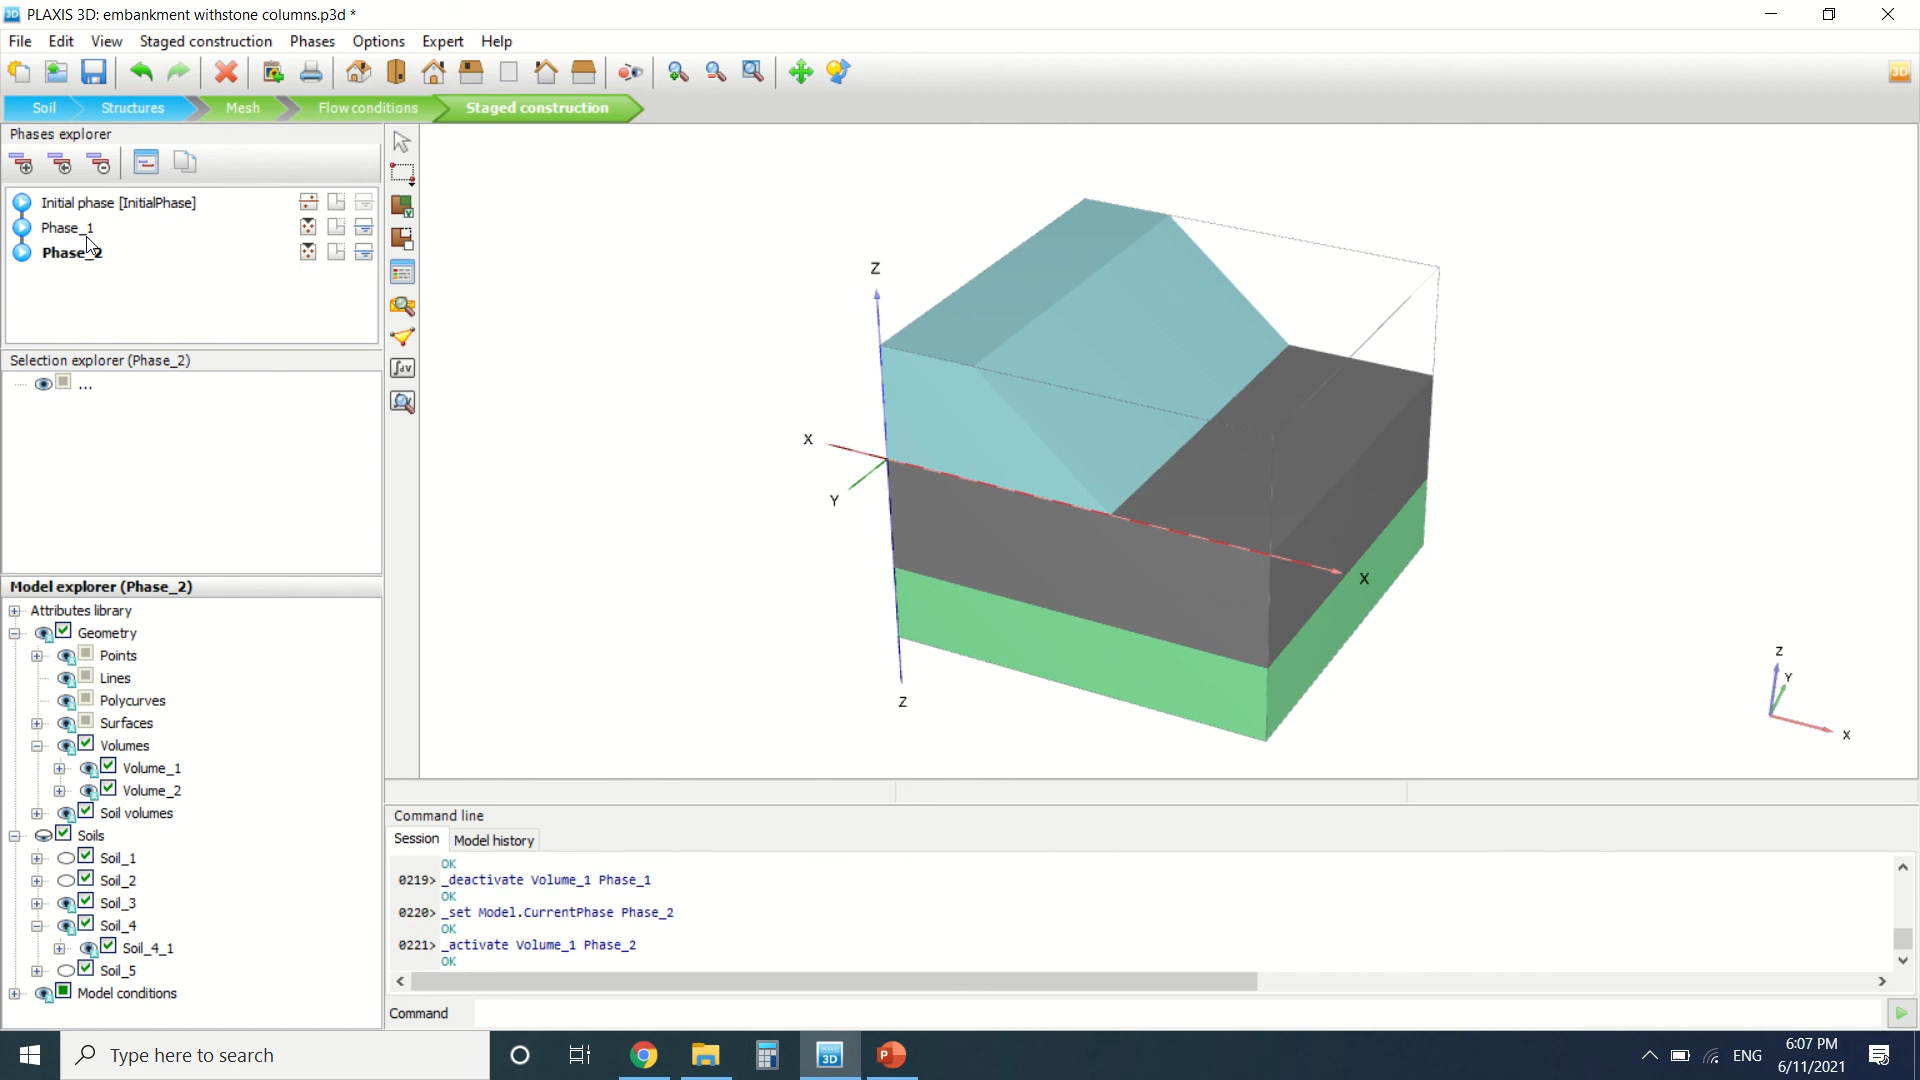 PLAXIS 3D: embankment withstone columns.p3d *
File Edit View Staged construction Phases Options Expert Help
3D
Soil Structures Mesh Flow conditions Staged construction
Phases explorer
Initial phase [InitialPhase]
Phase_1
Phase_2
Selection explorer (Phase_2)
...
Model explorer (Phase_2)
Attributes library
Geometry
Points
Lines
Polycurves
Surfaces
Volumes
Volume_1
Volume_2
Soil volumes
Soils
Soil_1
Soil_2
Soil_3
Soil_4
Soil_4_1
Soil_5
Model conditions
Z
X
Y
X
Z
Z
Y
X
Command line
Session Model history
OK
0219> _deactivate Volume_1 Phase_1
OK
0220> _set Model.CurrentPhase Phase_2
OK
0221> _activate Volume_1 Phase_2
OK
Command
Type here to search
3D
P
ENG
6:07 PM
6/11/2021